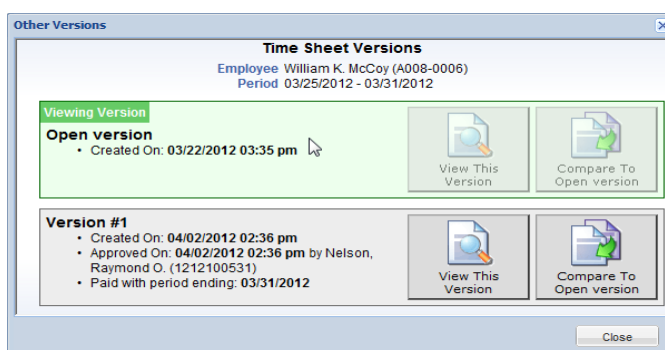 Other Versions
Time Sheet Versions
Employee William K. McCoy (A008-0006)
Period 03/25/2012 - 03/31/2012
Viewing Version
Open version
• Created On: 03/22/2012 03:35 pm
View This
Version
Compare To
Open version
Version #1
• Created On: 04/02/2012 02:36 pm
• Approved On: 04/02/2012 02:36 pm by Nelson,
Raymond O. (1212100531)
• Paid with period ending: 03/31/2012
View This
Version
Compare To
Open version
Close